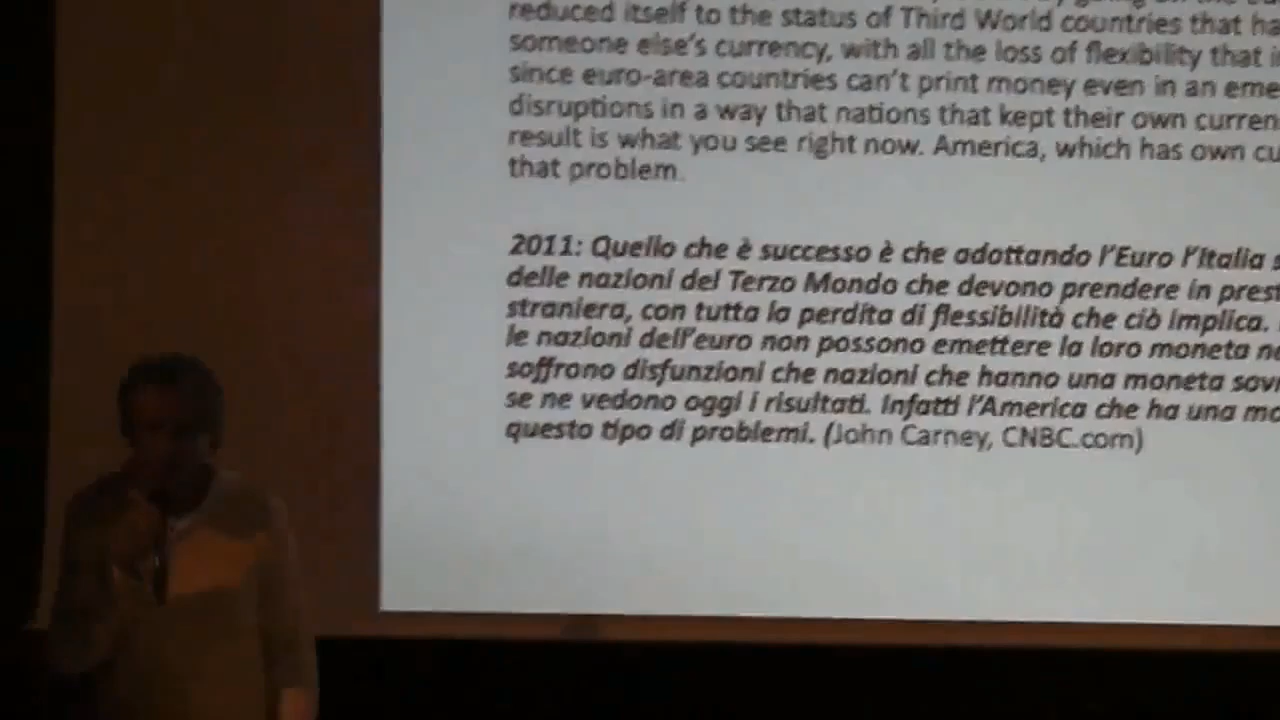 reduced itself to the status of Third World countries that ha
someone else's currency, with all the loss of flexibility that i
since euro-area countries can't print money even in an eme
disruptions in a way that nations that kept their own curren
result is what you see right now. America, which has own cu
that problem.
2011: Quello che è successo è che adottando l'Euro l'Italia s
delle nazioni del Terzo Mondo che devono prendere in prest
straniera, con tutta la perdita di flessibilità che ciò implica.
le nazioni dell'euro non possono emettere la loro moneta n
soffrono disfunzioni che nazioni che hanno una moneta sovr
se ne vedono oggi i risultati. Infatti l'America che ha una mo
questo tipo di problemi. (John Carney, CNBC.com)